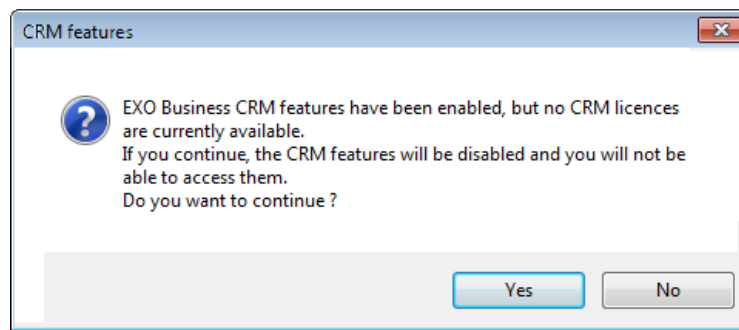 CRM features
EXO Business CRM features have been enabled, but no CRM licences
are currently available.
If you continue, the CRM features will be disabled and you will not be
able to access them.
Do you want to continue ?
Yes
No